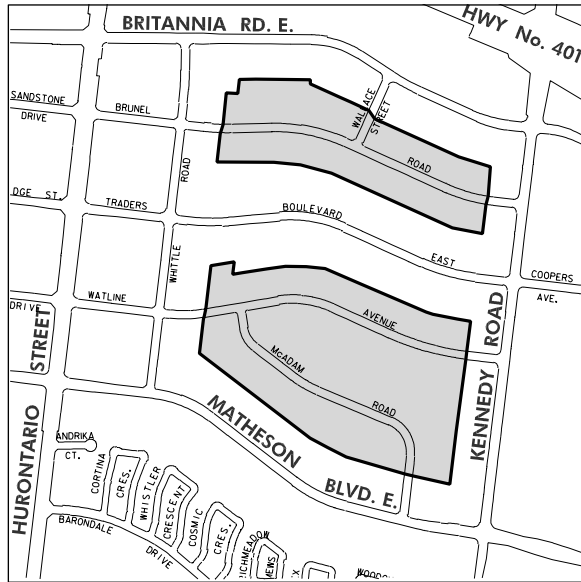 BRITANNIA RD. E.
HWY No. 401
SANDSTONE
DRIVE
BRUNEL
ROAD
WALLACE
STREET
ROAD
DGE ST.
TRADERS
BOULEVARD
EAST
COOPERS
AVE.
WHITTLE
WATLINE
AVENUE
DRIVE
STREET
HURONTARIO
McADAM
ROAD
KENNEDY
ROAD
MATHESON
BLVD. E.
ANDRIKA
CT.
CORTINA
CRES.
WHISTLER
CRESCENT
COSMIC
CRES.
BARONDALE
DRIVE
RICHMEADOW
MEWS
EX